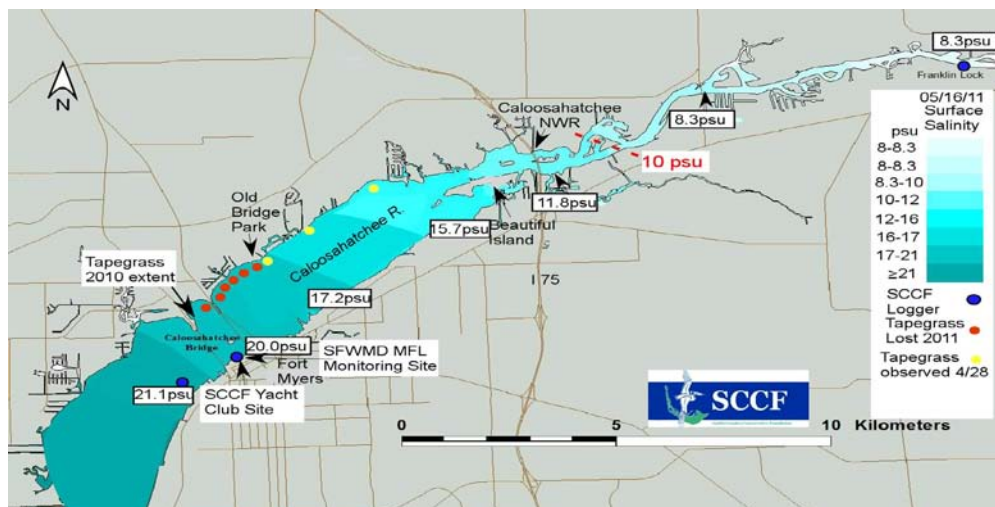 8.3psu
Franklin Lock
N
Caloosahatchee
NWR
8.3psu
10 psu
11.8psu
Old
Bridge
Park
15.7psu
Beautiful
Island
Caloosahatchee R.
Tapegrass
2010 extent
17.2psu
I 75
Caloosahatchee
Bridge
20.0psu
SFWMD MFL
Monitoring Site
Fort
Myers
21.1psu
SCCF Yacht
Club Site
05/16/11
Surface
Salinity
psu
8-8.3
8-8.3
8.3-10
10-12
12-16
16-17
17-21
≥21
SCCF
Logger
Tapegrass
Lost 2011
Tapegrass
observed 4/28
SCCF
0 5 10 Kilometers